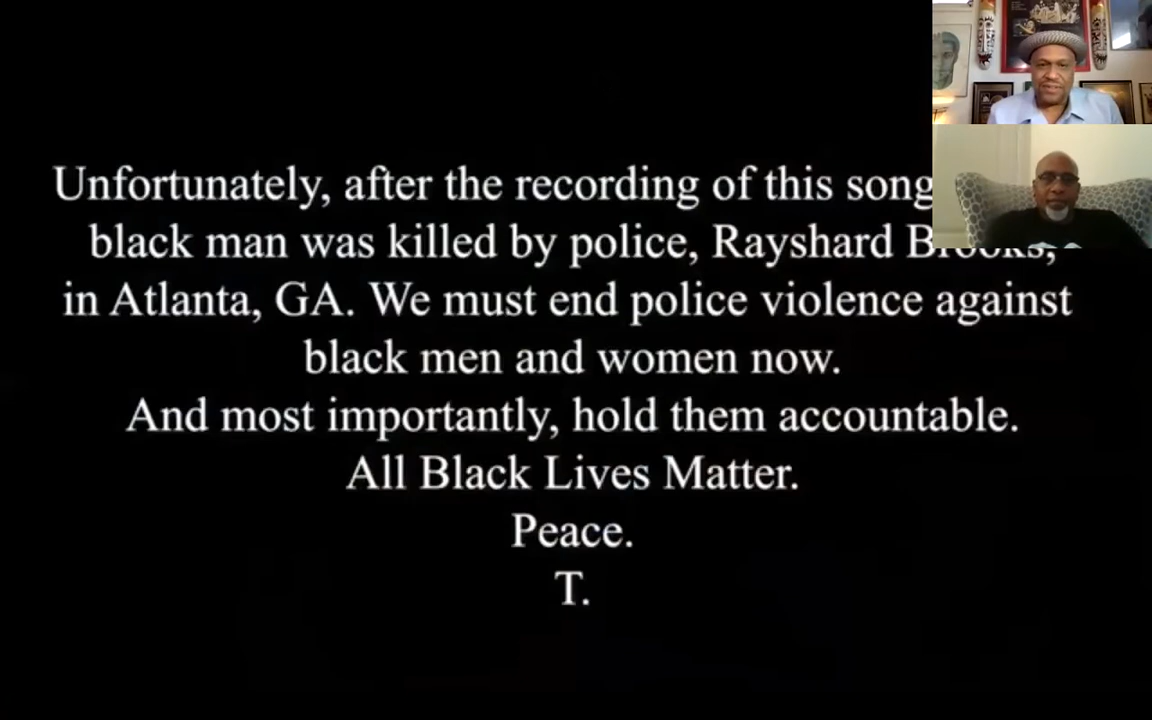 Unfortunately, after the recording of this song
black man was killed by police, Rayshard Brooks,
in Atlanta, GA. We must end police violence against
black men and women now.
And most importantly, hold them accountable.
All Black Lives Matter.
Peace.
T.